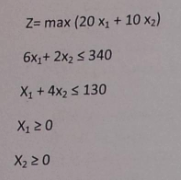 Z= max (20 x₁ + 10 x₂)
6x₁+ 2x₂ ≤ 340
X₁ + 4x₂ ≤ 130
X₁ ≥ 0
X₂ ≥ 0